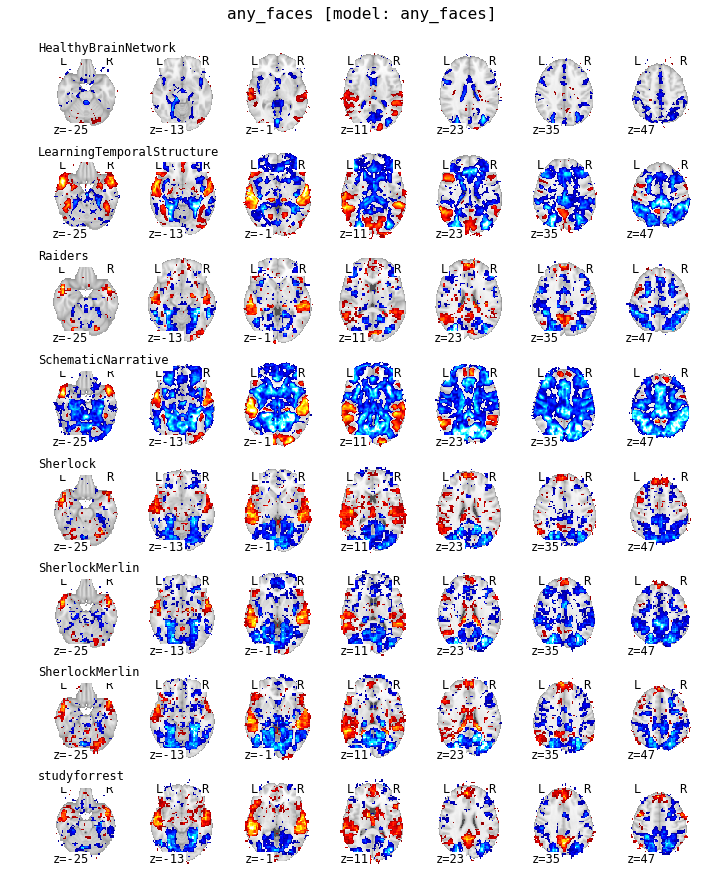 any_faces [model: any_faces]
HealthyBrainNetwork
L R L R L R L R L R L R L R
z=-25 z=-13 z=-1 z=11 z=23 z=35 z=47
LearningTemporalStructure
L R L R L R L R L R L R L R
z=-25 z=-13 z=-1 z=11 z=23 z=35 z=47
Raiders
L R L R L R L R L R L R L R
z=-25 z=-13 z=-1 z=11 z=23 z=35 z=47
SchematicNarrative
L R L R L R L R L R L R L R
z=-25 z=-13 z=-1 z=11 z=23 z=35 z=47
Sherlock
L R L R L R L R L R L R L R
z=-25 z=-13 z=-1 z=11 z=23 z=35 z=47
SherlockMerlin
L R L R L R L R L R L R L R
z=-25 z=-13 z=-1 z=11 z=23 z=35 z=47
SherlockMerlin
L R L R L R L R L R L R L R
z=-25 z=-13 z=-1 z=11 z=23 z=35 z=47
studyforrest
L R L R L R L R L R L R L R
z=-25 z=-13 z=-1 z=11 z=23 z=35 z=47